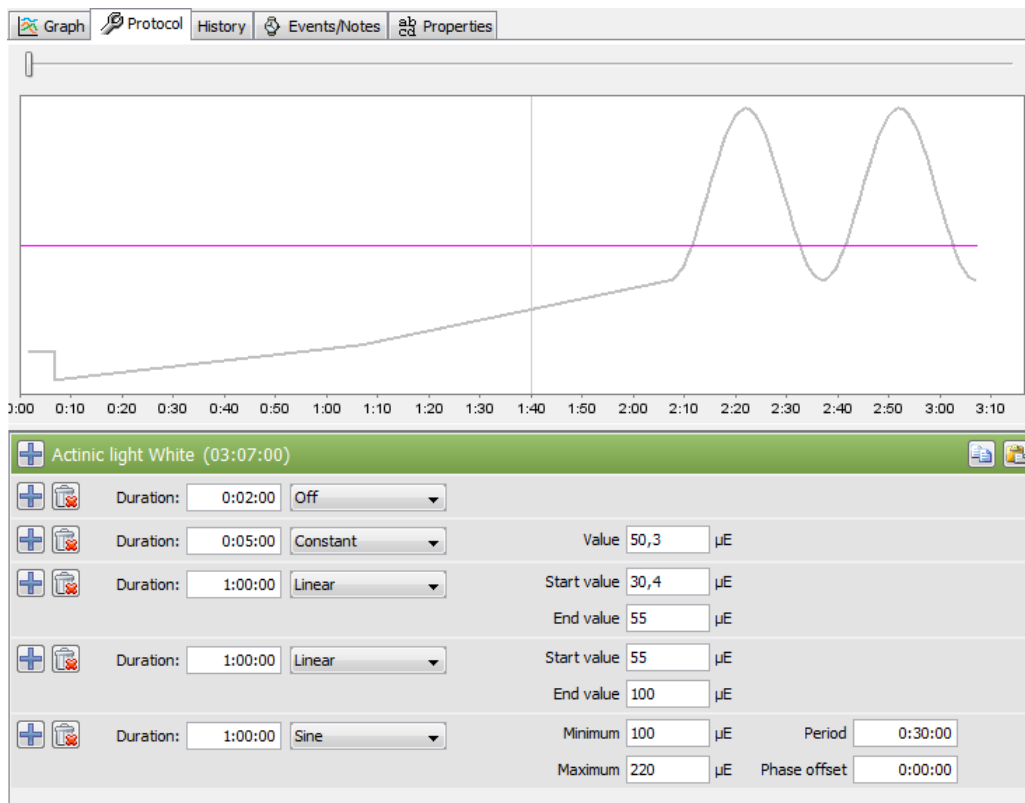 Graph Protocol History Events/Notes ab cd Properties
0:00 0:10 0:20 0:30 0:40 0:50 1:00 1:10 1:20 1:30 1:40 1:50 2:00 2:10 2:20 2:30 2:40 2:50 3:00 3:10
Actinic light White (03:07:00)
Duration: 0:02:00 Off
Duration: 0:05:00 Constant Value 50,3 µE
Duration: 1:00:00 Linear Start value 30,4 µE
End value 55 µE
Duration: 1:00:00 Linear Start value 55 µE
End value 100 µE
Duration: 1:00:00 Sine Minimum 100 µE Period 0:30:00
Maximum 220 µE Phase offset 0:00:00